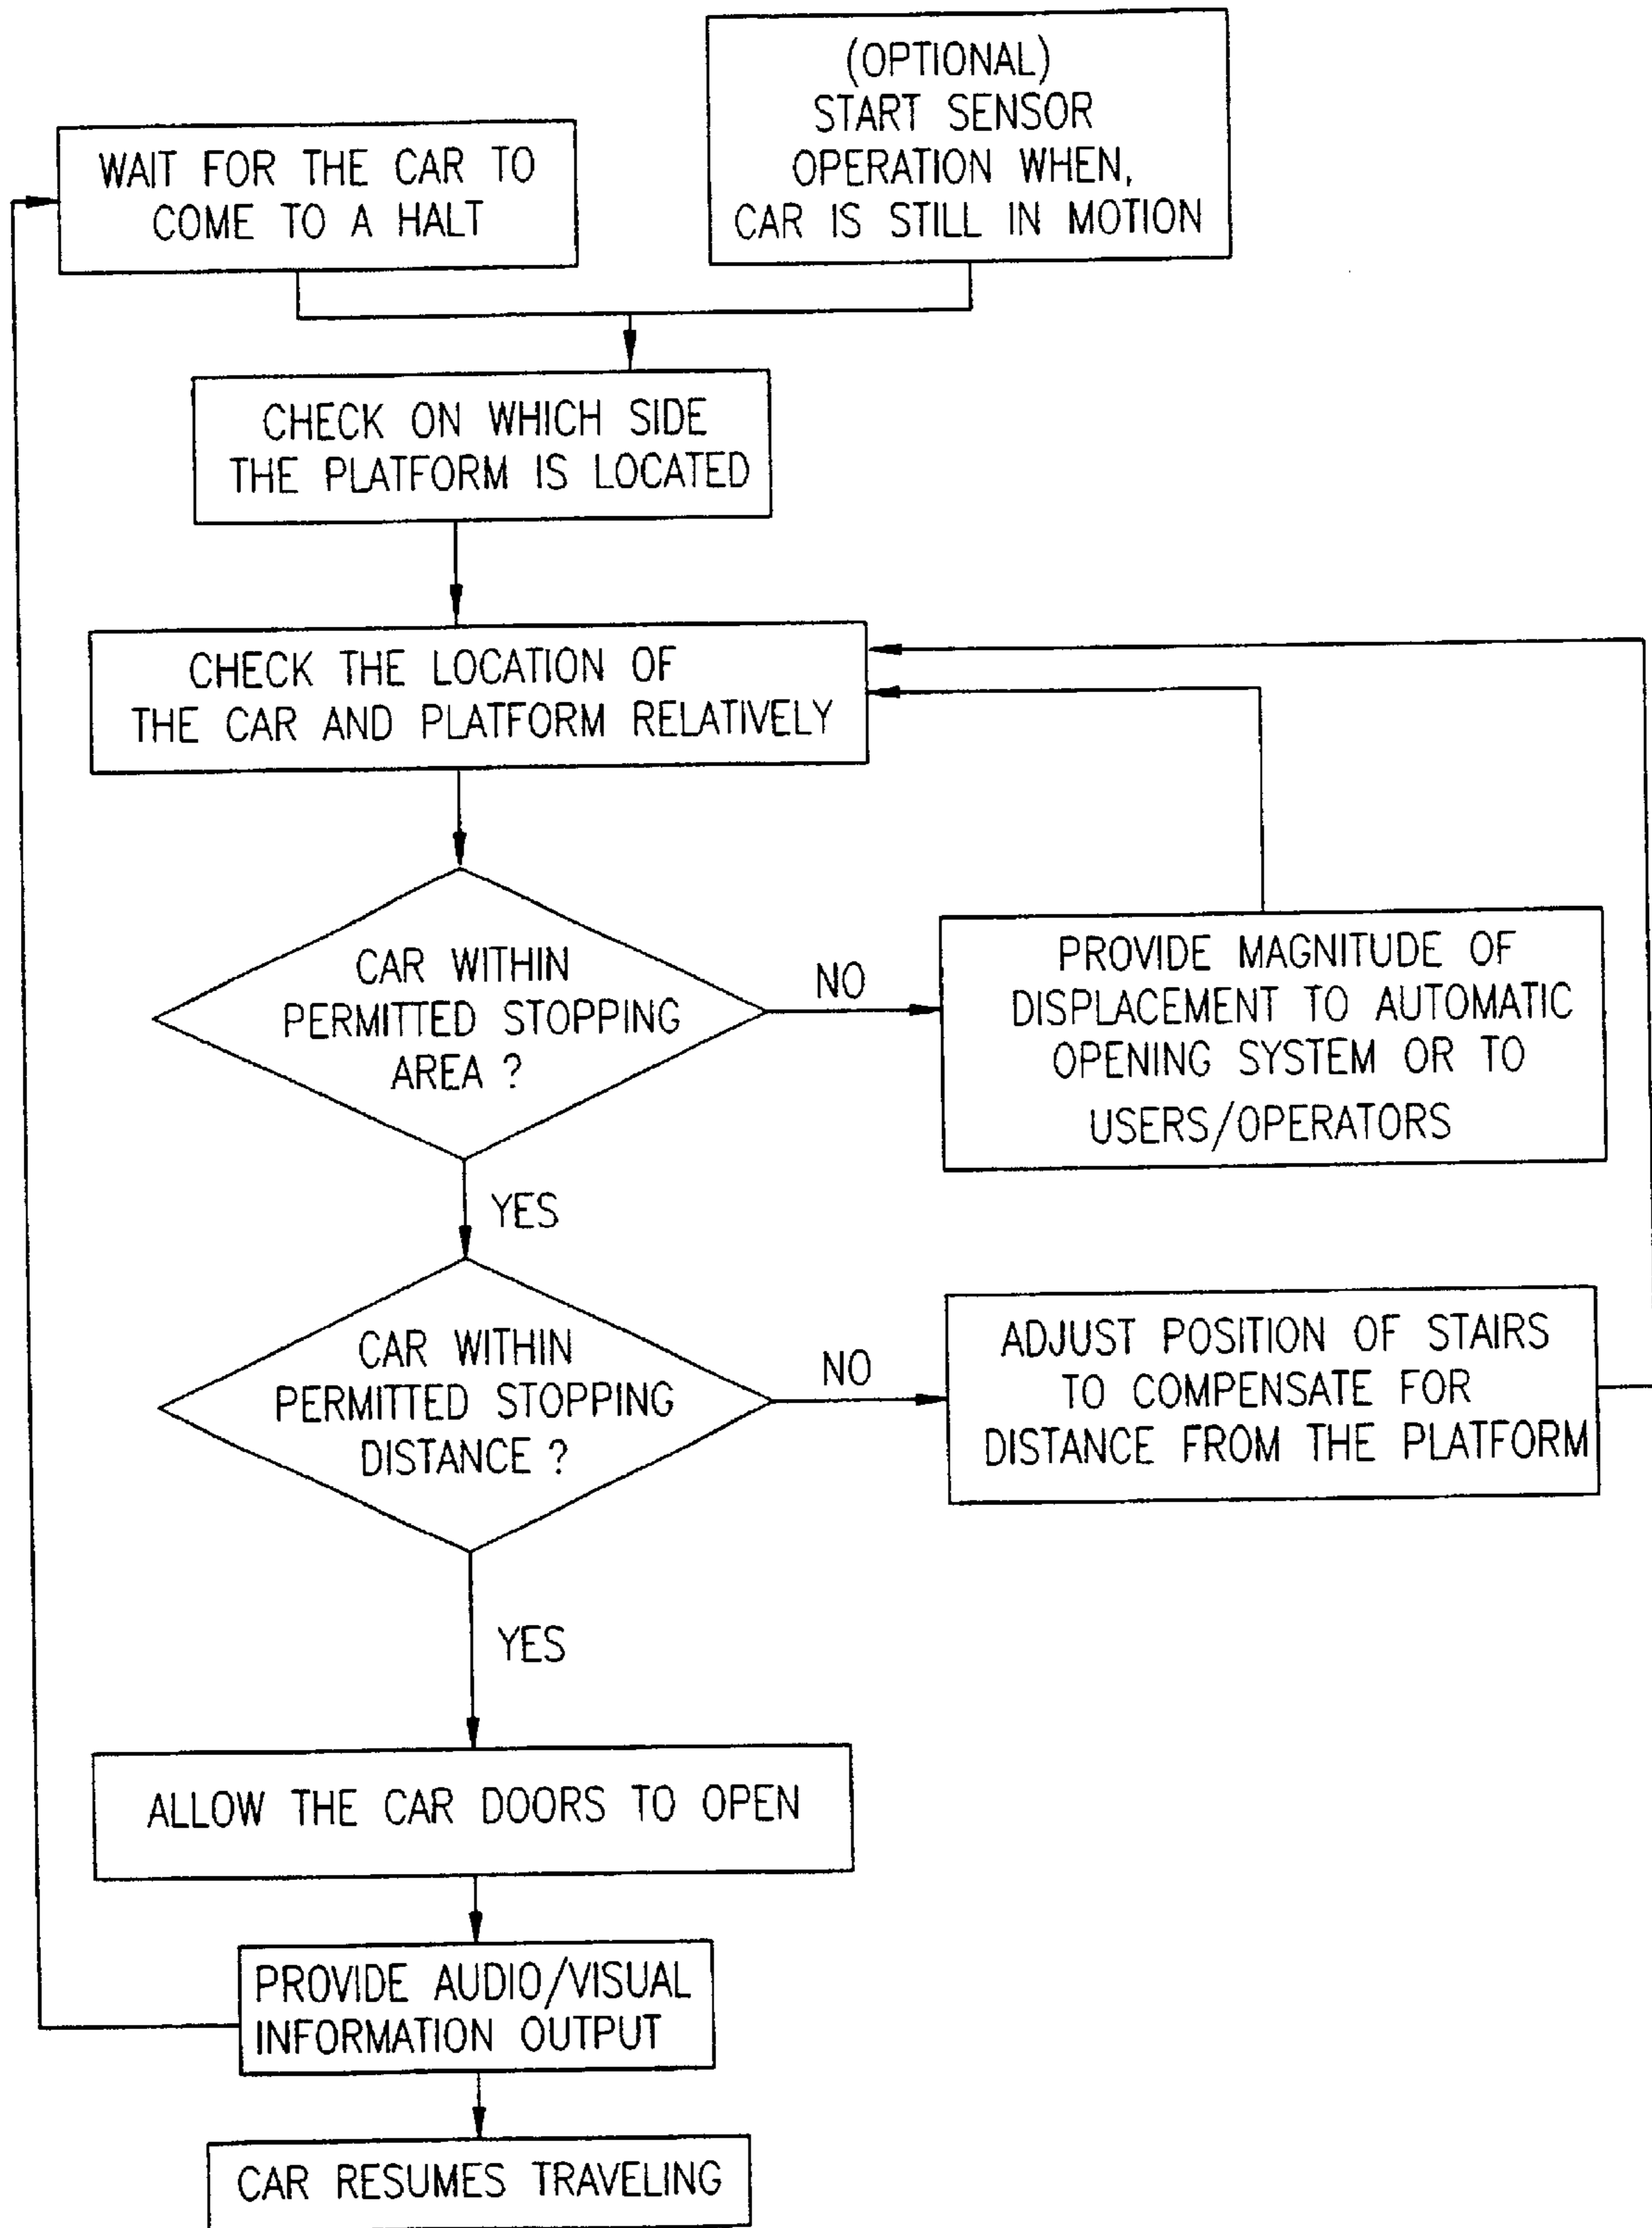 (OPTIONAL)
START SENSOR
OPERATION WHEN,
CAR IS STILL IN MOTION
WAIT FOR THE CAR TO
COME TO A HALT
CHECK ON WHICH SIDE
THE PLATFORM IS LOCATED
CHECK THE LOCATION OF
THE CAR AND PLATFORM RELATIVELY
CAR WITHIN
PERMITTED STOPPING
AREA ?
NO
PROVIDE MAGNITUDE OF
DISPLACEMENT TO AUTOMATIC
OPENING SYSTEM OR TO
USERS/OPERATORS
YES
CAR WITHIN
PERMITTED STOPPING
DISTANCE ?
NO
ADJUST POSITION OF STAIRS
TO COMPENSATE FOR
DISTANCE FROM THE PLATFORM
YES
ALLOW THE CAR DOORS TO OPEN
PROVIDE AUDIO/VISUAL
INFORMATION OUTPUT
CAR RESUMES TRAVELING